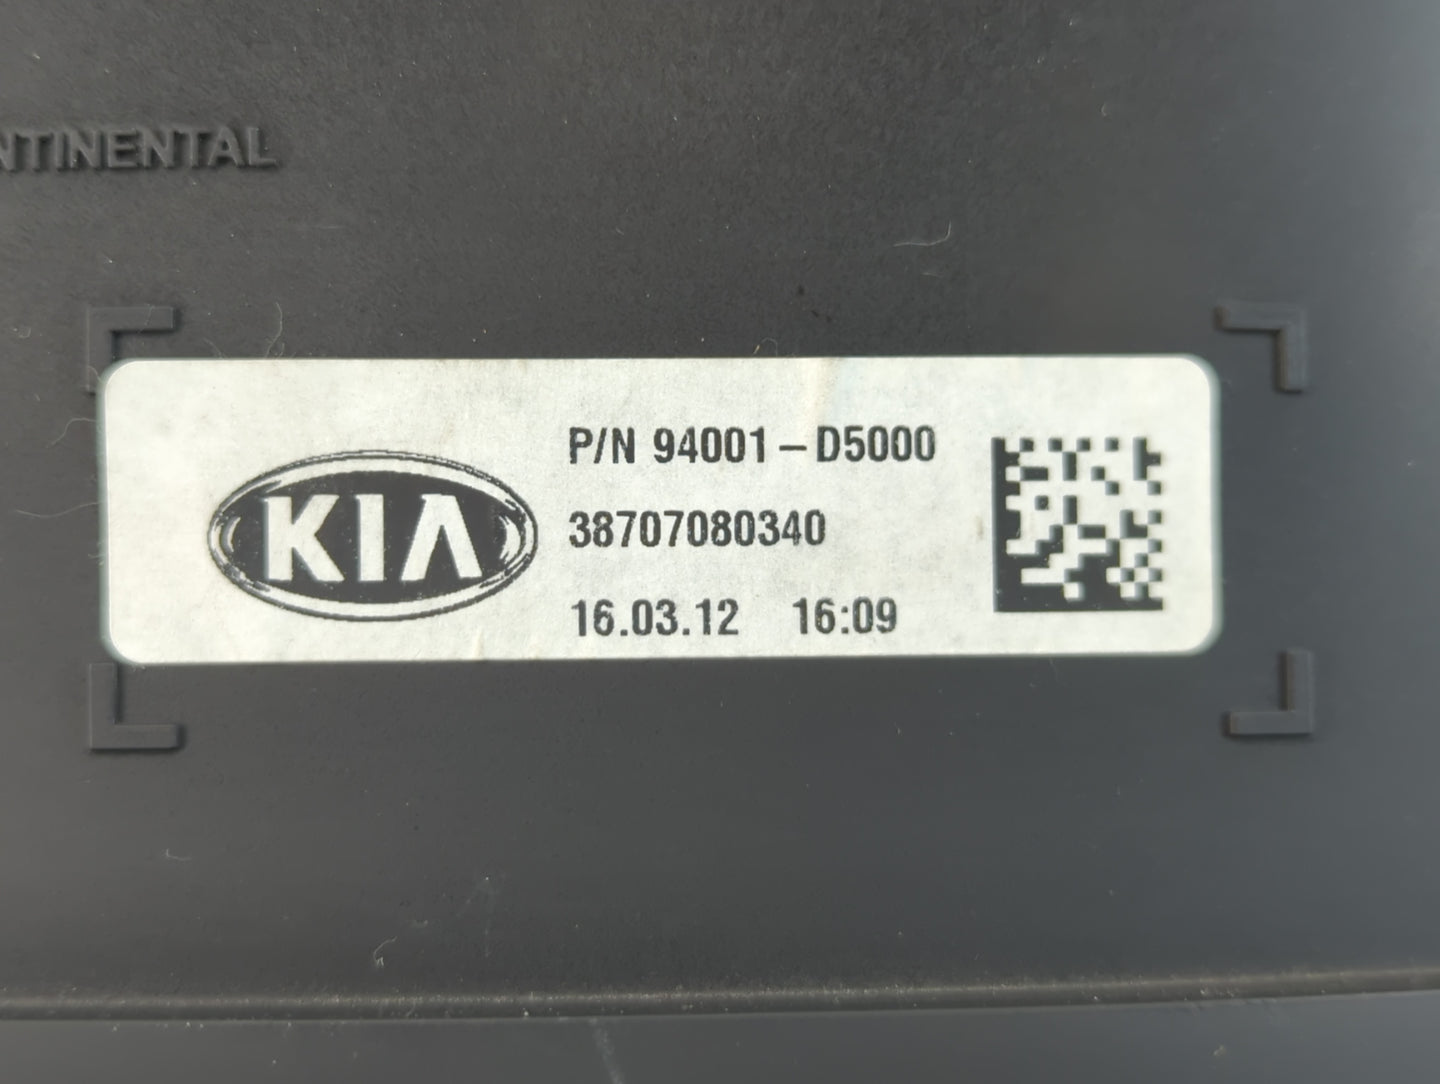 NTINENTAL
KIA
P/N 94001-D5000
38707080340
16.03.12 16:09